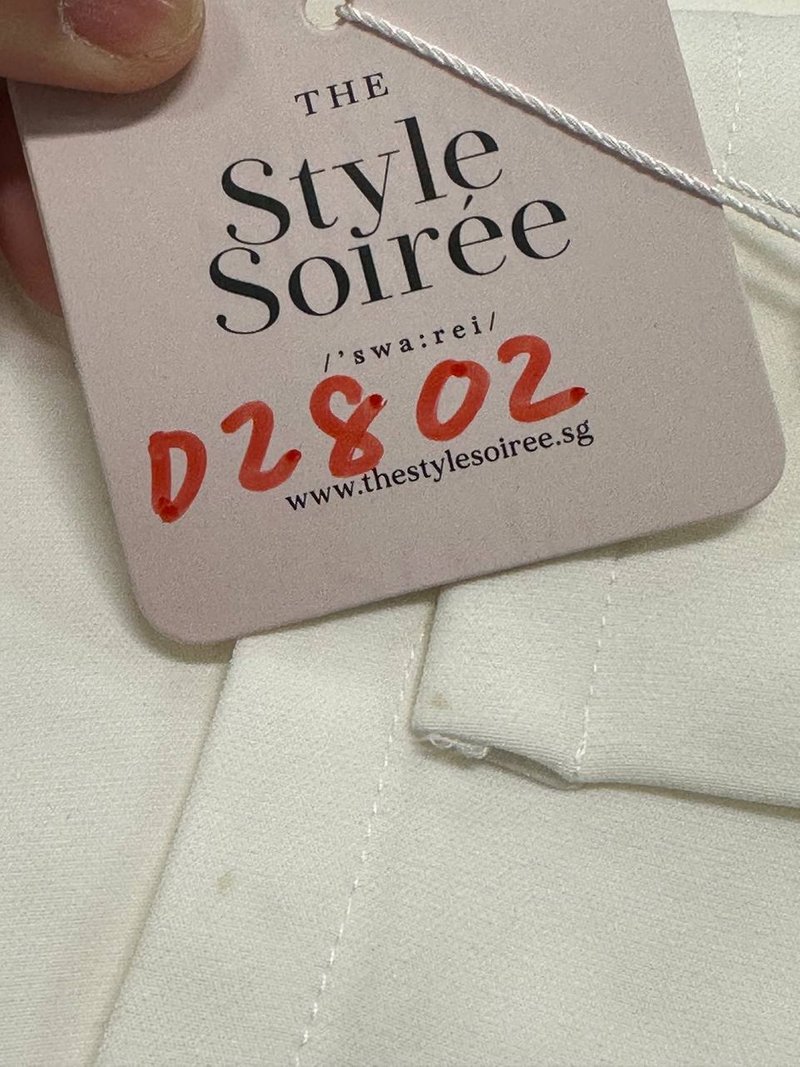 THE
Style
Soirée
/'swa:rei/
D2802
www.thestylesoiree.sg